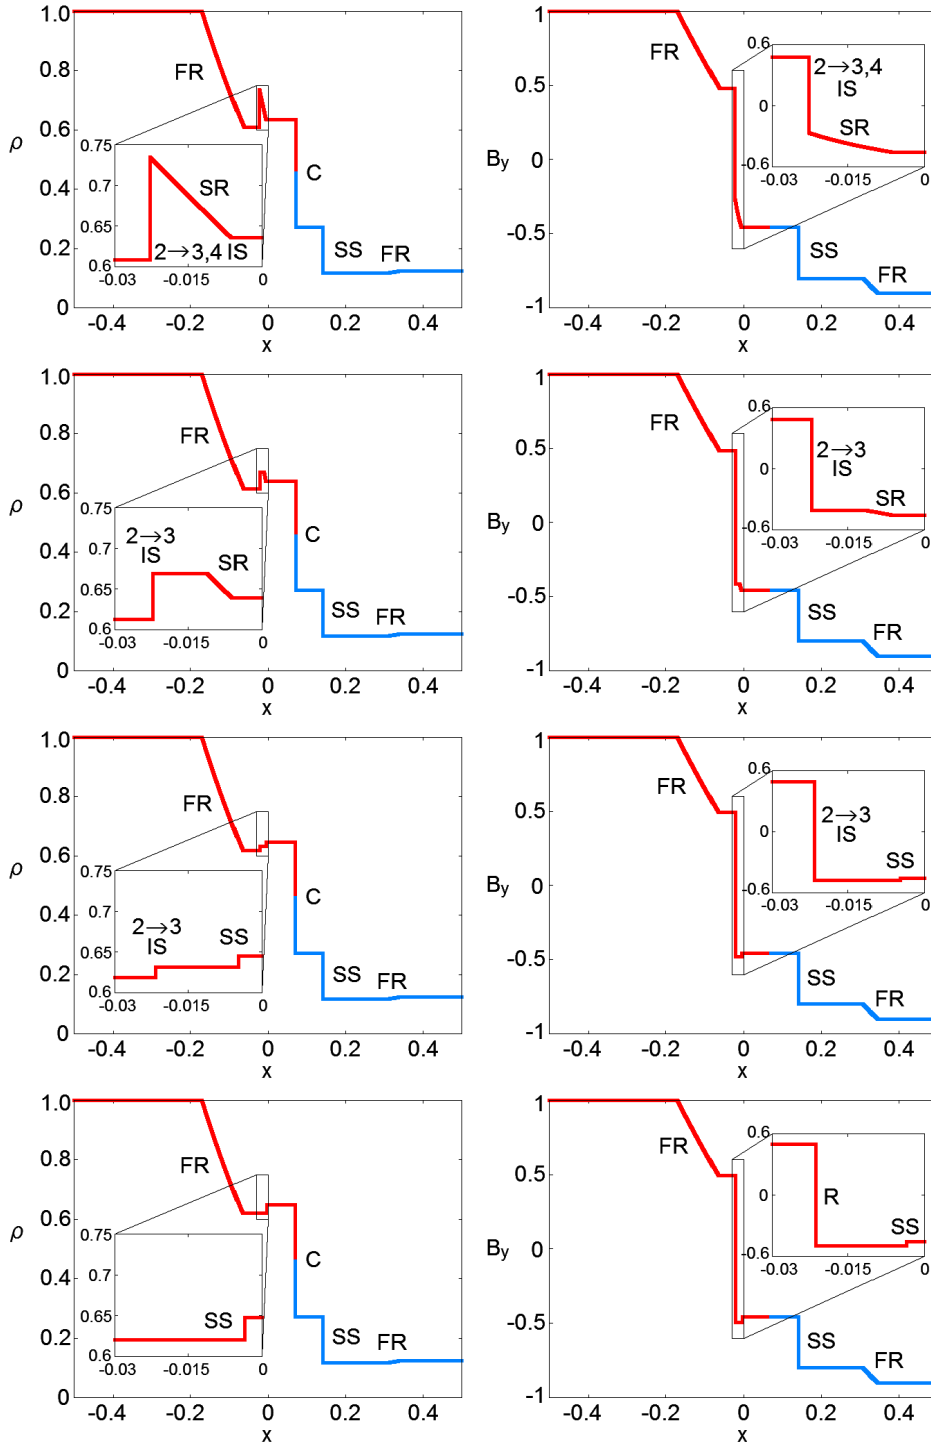 1.0
0.8
ρ 0.6
0.4
0.2
0
FR
C
SS FR
0.75
0.7
0.65
0.6
SR
2→3,4 IS
-0.03 -0.015 0
-0.4 -0.2 0 0.2 0.4
x
1
0.5
By 0
-0.5
-1
FR
SS
FR
0.6
0
-0.6
2→3,4
IS
SR
-0.03 -0.015 0
-0.4 -0.2 0 0.2 0.4
x
1.0
0.8
ρ 0.6
0.4
0.2
0
FR
C
SS FR
0.75
0.7
0.65
0.6
2→3
IS SR
-0.03 -0.015 0
-0.4 -0.2 0 0.2 0.4
x
1
0.5
By 0
-0.5
-1
FR
SS
FR
0.6
0
-0.6
2→3
IS SR
-0.03 -0.015 0
-0.4 -0.2 0 0.2 0.4
x
1.0
0.8
ρ 0.6
0.4
0.2
0
FR
C
SS FR
0.75
0.7
0.65
0.6
2→3 SS
IS
-0.03 -0.015 0
-0.4 -0.2 0 0.2 0.4
x
1
0.5
By 0
-0.5
-1
FR
SS
FR
0.6
0
-0.6
2→3
IS SS
-0.03 -0.015 0
-0.4 -0.2 0 0.2 0.4
x
1.0
0.8
ρ 0.6
0.4
0.2
0
FR
C
SS FR
0.75
0.7
0.65
0.6
SS
-0.03 -0.015 0
-0.4 -0.2 0 0.2 0.4
x
1
0.5
By 0
-0.5
-1
FR
SS
FR
0.6
0
-0.6
R
SS
-0.03 -0.015 0
-0.4 -0.2 0 0.2 0.4
x